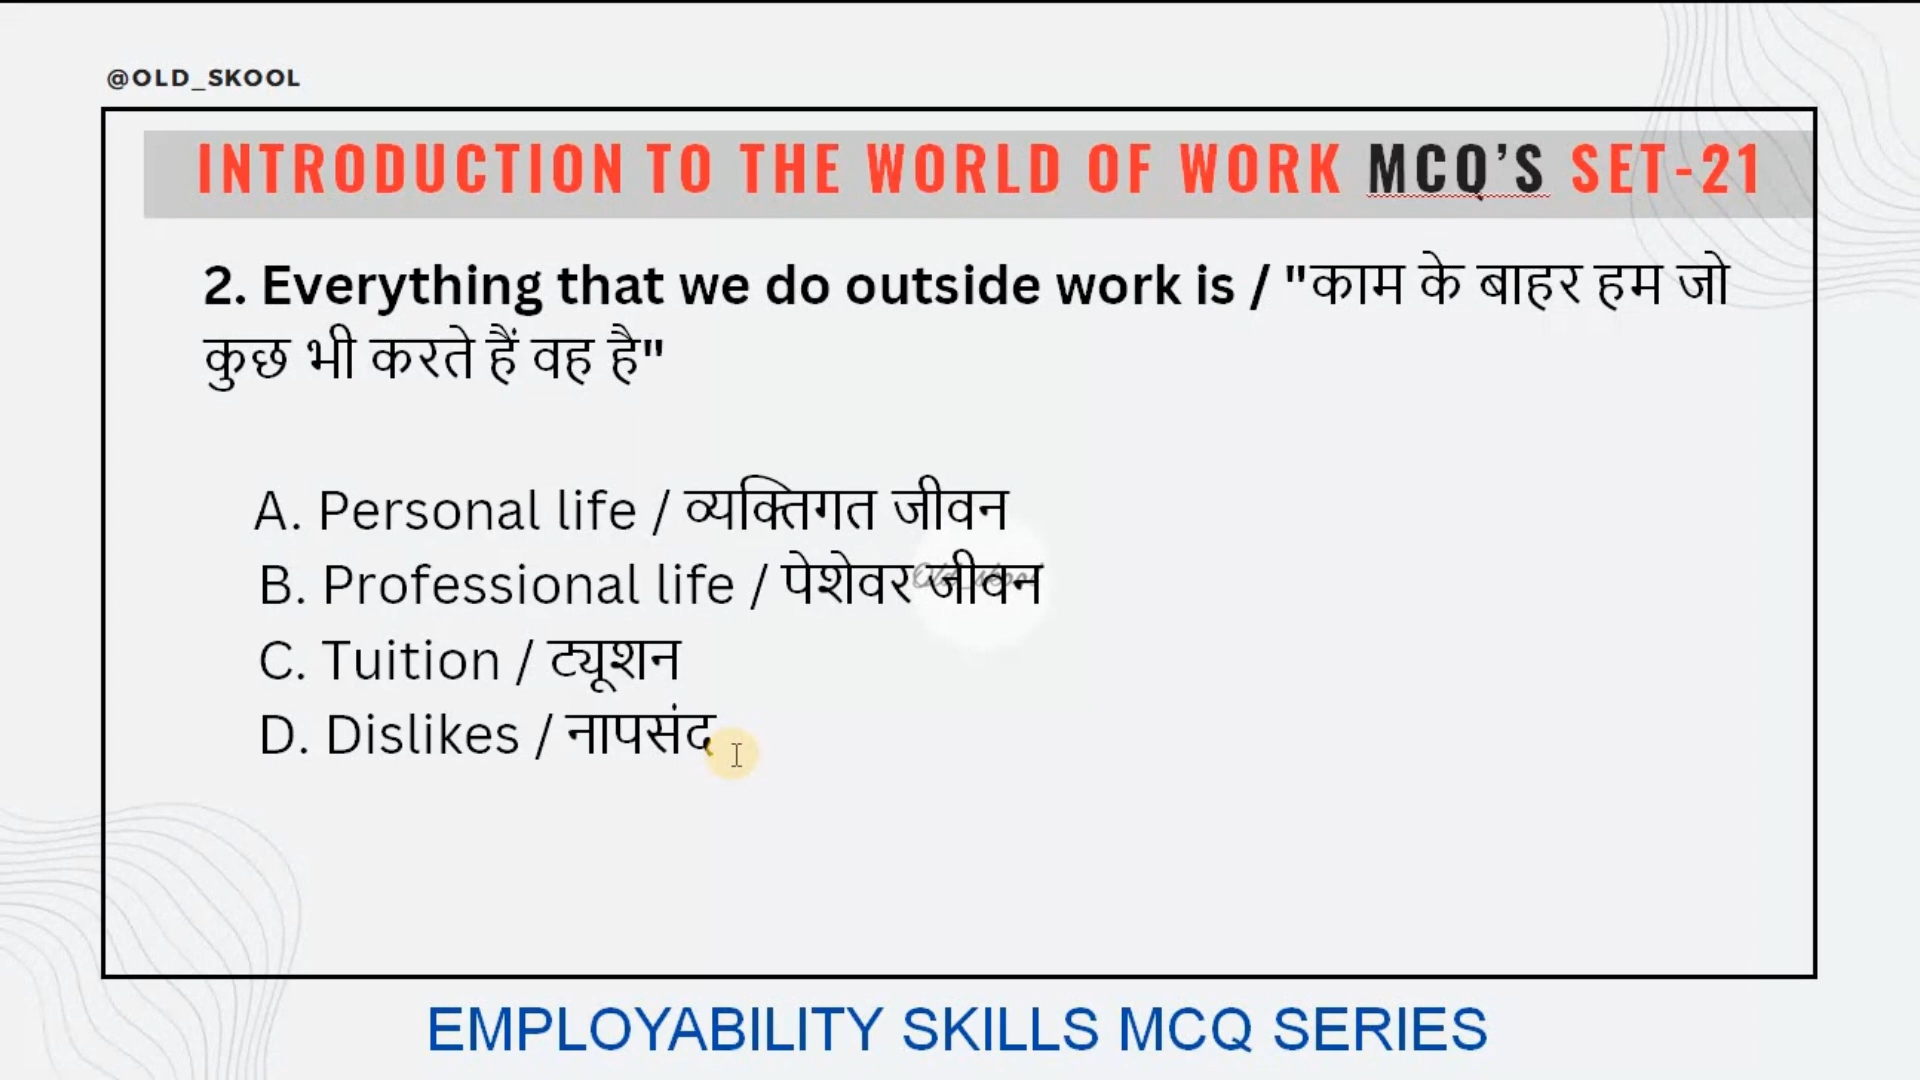 @OLD_SKOOL
INTRODUCTION TO THE WORLD OF WORK MCQ'S SET-21
2. Everything that we do outside work is / "काम के बाहर हम जो
कुछ भी करते हैं वह है"
A. Personal life / व्यक्तिगत जीवन
B. Professional life / पेशेवर जीवन
Old_skool
C. Tuition / ट्यूशन
D. Dislikes / नापसंद
EMPLOYABILITY SKILLS MCQ SERIES